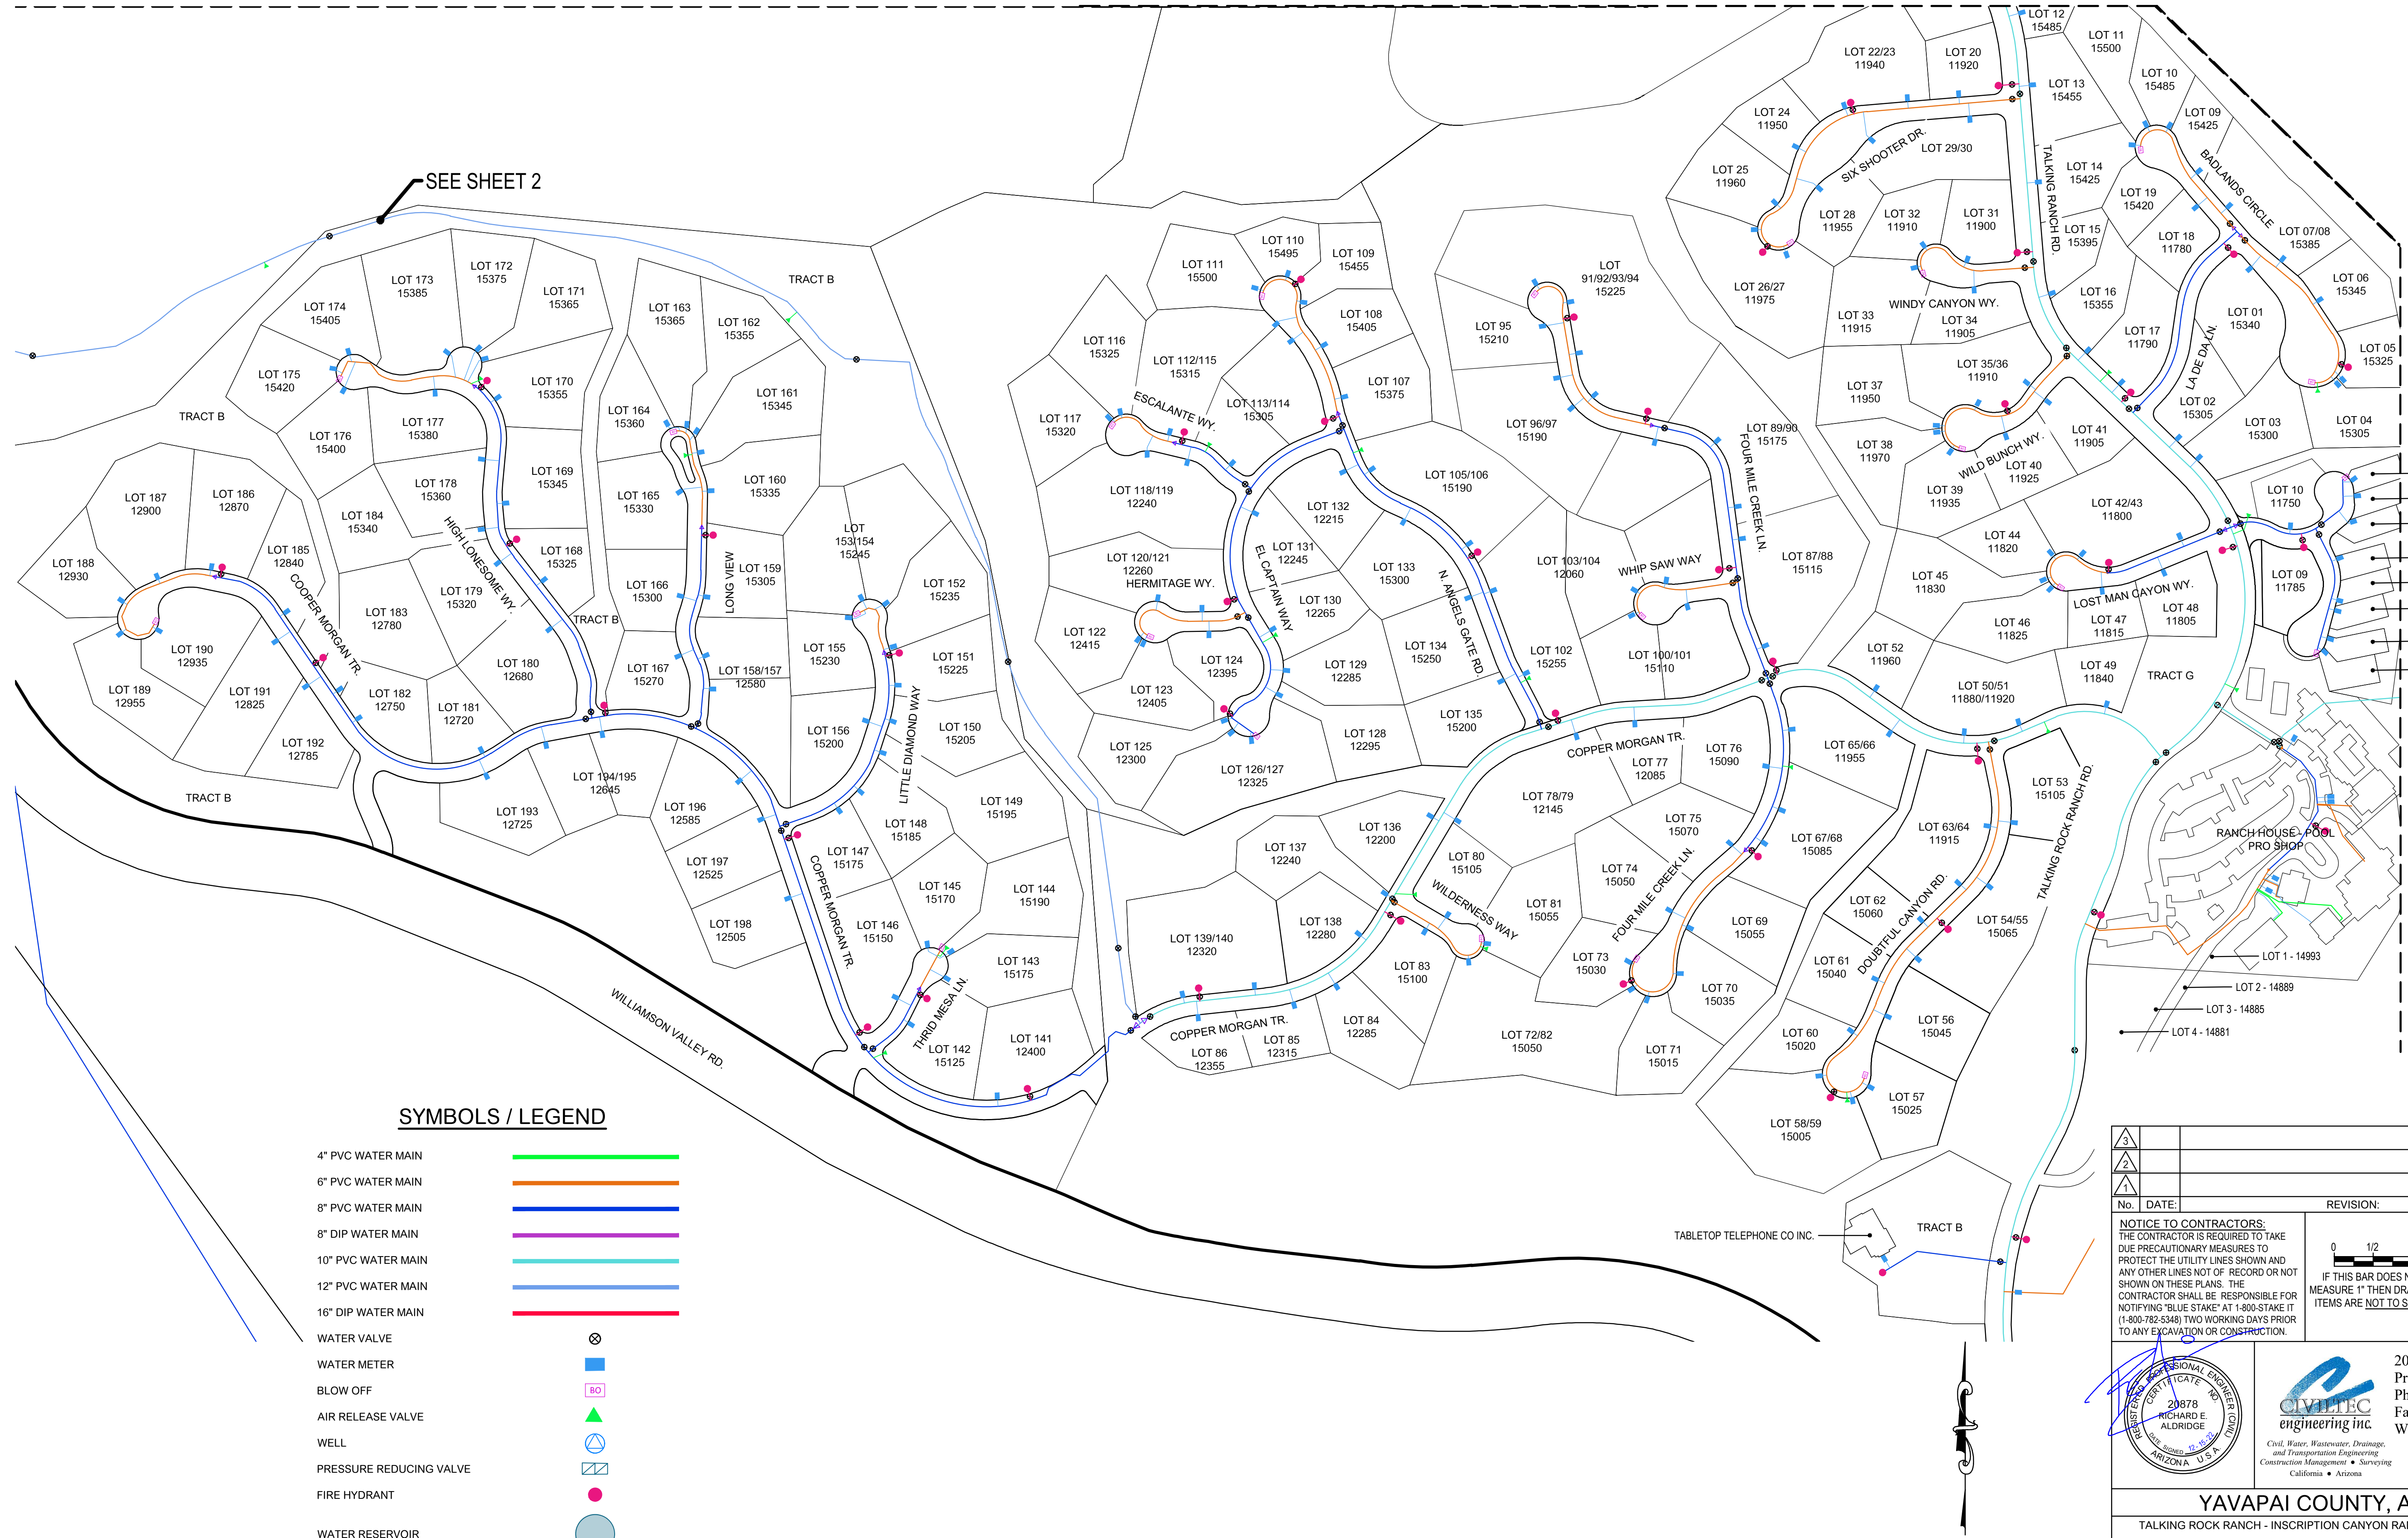 SEE SHEET 2
LOT 12
15485
LOT 11
15500
LOT 22/23
11940
LOT 20
11920
LOT 10
15485
LOT 13
15455
LOT 09
15425
LOT 24
11950
LOT 25
11960
SIX SHOOTER DR.
LOT 29/30
TALKING RANCH RD.
LOT 14
15425
BADLANDS CIRCLE
LOT 19
15420
LOT 28
11955
LOT 32
11910
LOT 31
11900
LOT 15
15395
LOT 18
11780
LOT 07/08
15385
LOT 06
15345
LOT 26/27
11975
WINDY CANYON WY.
LOT 16
15355
LOT 33
11915
LOT 34
11905
LOT 17
11790
LA DE DA LN.
LOT 01
15340
LOT 05
15325
LOT 35/36
11910
LOT 37
11950
LOT 02
15305
LOT 03
15300
LOT 04
15305
LOT 38
11970
WILD BUNCH WY.
LOT 41
11905
LOT 40
11925
LOT 39
11935
LOT 42/43
11800
LOT 10
11750
LOT 44
11820
LOT 45
11830
LOST MAN CAYON WY.
LOT 09
11785
LOT 46
11825
LOT 47
11815
LOT 48
11805
LOT 52
11960
LOT 49
11840
TRACT G
LOT 50/51
11880/11920
LOT 110
15495
LOT 109
15455
LOT 111
15500
LOT 108
15405
LOT 116
15325
LOT 112/115
15315
LOT 107
15375
ESCALANTE WY.
LOT 113/114
15305
LOT 117
15320
LOT 118/119
12240
LOT 132
12215
LOT 105/106
15190
LOT 131
12245
LOT 120/121
12260
HERMITAGE WY.
EL CAPTAIN WAY
LOT 133
15300
LOT 130
12265
N. ANGELS GATE RD.
LOT 122
12415
LOT 124
12395
LOT 129
12285
LOT 134
15250
LOT 123
12405
LOT 125
12300
LOT 126/127
12325
LOT 128
12295
LOT 135
15200
LOT
91/92/93/94
15225
LOT 95
15210
LOT 96/97
15190
LOT 89/90
15175
FOUR MILE CREEK LN.
LOT 103/104
12060
WHIP SAW WAY
LOT 87/88
15115
LOT 102
15255
LOT 100/101
15110
COPPER MORGAN TR.
LOT 76
15090
LOT 77
12085
LOT 65/66
11955
LOT 78/79
12145
LOT 75
15070
LOT 67/68
15085
LOT 63/64
11915
LOT 53
15105
TALKING ROCK RANCH RD.
RANCH HOUSE - POOL
PRO SHOP
LOT 136
12200
LOT 137
12240
LOT 80
15105
LOT 74
15050
FOUR MILE CREEK LN.
LOT 81
15055
WILDERNESS WAY
LOT 138
12280
LOT 139/140
12320
LOT 69
15055
LOT 62
15060
LOT 54/55
15065
DOUBTFUL CANYON RD.
LOT 61
15040
LOT 83
15100
LOT 73
15030
LOT 70
15035
LOT 84
12285
COPPER MORGAN TR.
LOT 85
12315
LOT 86
12355
LOT 72/82
15050
LOT 71
15015
LOT 60
15020
LOT 56
15045
LOT 57
15025
LOT 58/59
15005
LOT 1 - 14993
LOT 2 - 14889
LOT 3 - 14885
LOT 4 - 14881
TRACT B
LOT 172
15375
LOT 173
15385
LOT 171
15365
LOT 174
15405
LOT 163
15365
LOT 162
15355
LOT 175
15420
LOT 170
15355
LOT 161
15345
TRACT B
LOT 164
15360
LOT 177
15380
LOT 176
15400
LOT 169
15345
LOT 160
15335
LOT 178
15360
LOT 165
15330
LOT 187
12900
LOT 186
12870
LOT 184
15340
HIGH LONESOME WY.
LOT
153/154
15245
LOT 185
12840
LOT 168
15325
LOT 188
12930
LONG VIEW
LOT 159
15305
LOT 152
15235
COOPER MORGAN TR.
LOT 179
15320
LOT 166
15300
LOT 183
12780
TRACT B
LOT 155
15230
LOT 151
15225
LOT 190
12935
LOT 180
12680
LOT 167
15270
LOT 158/157
12580
LOT 189
12955
LOT 191
12825
LOT 182
12750
LOT 181
12720
LITTLE DIAMOND WAY
LOT 156
15200
LOT 150
15205
LOT 192
12785
LOT 194/195
12645
TRACT B
LOT 193
12725
LOT 196
12585
LOT 149
15195
LOT 148
15185
LOT 147
15175
LOT 197
12525
COPPER MORGAN TR.
LOT 145
15170
LOT 144
15190
LOT 198
12505
LOT 146
15150
LOT 143
15175
THRID MESA LN.
LOT 142
15125
LOT 141
12400
WILLIAMSON VALLEY RD.
TABLETOP TELEPHONE CO INC.
TRACT B
SYMBOLS / LEGEND
4" PVC WATER MAIN
6" PVC WATER MAIN
8" PVC WATER MAIN
8" DIP WATER MAIN
10" PVC WATER MAIN
12" PVC WATER MAIN
16" DIP WATER MAIN
WATER VALVE
WATER METER
BLOW OFF
BO
AIR RELEASE VALVE
WELL
PRESSURE REDUCING VALVE
FIRE HYDRANT
WATER RESERVOIR
3
2
1
No. DATE: REVISION:
NOTICE TO CONTRACTORS:
THE CONTRACTOR IS REQUIRED TO TAKE
DUE PRECAUTIONARY MEASURES TO
PROTECT THE UTILITY LINES SHOWN AND
ANY OTHER LINES NOT OF RECORD OR NOT
SHOWN ON THESE PLANS. THE
CONTRACTOR SHALL BE RESPONSIBLE FOR
NOTIFYING "BLUE STAKE" AT 1-800-STAKE IT
(1-800-782-5348) TWO WORKING DAYS PRIOR
TO ANY EXCAVATION OR CONSTRUCTION.
0 1/2
IF THIS BAR DOES
MEASURE 1" THEN
ITEMS ARE NOT TO
REGISTERED PROFESSIONAL ENGINEER (CIVIL)
CERTIFICATE NO.
20878
RICHARD E.
ALDRIDGE
DATE SIGNED 12-15-22
ARIZONA U.S.A.
CIVILTEC
engineering inc.
Civil, Water, Wastewater, Drainage,
and Transportation Engineering
Construction Management • Surveying
California • Arizona
20
Pr
Ph
Fa
W
YAVAPAI COUNTY, A
TALKING ROCK RANCH - INSCRIPTION CANYON